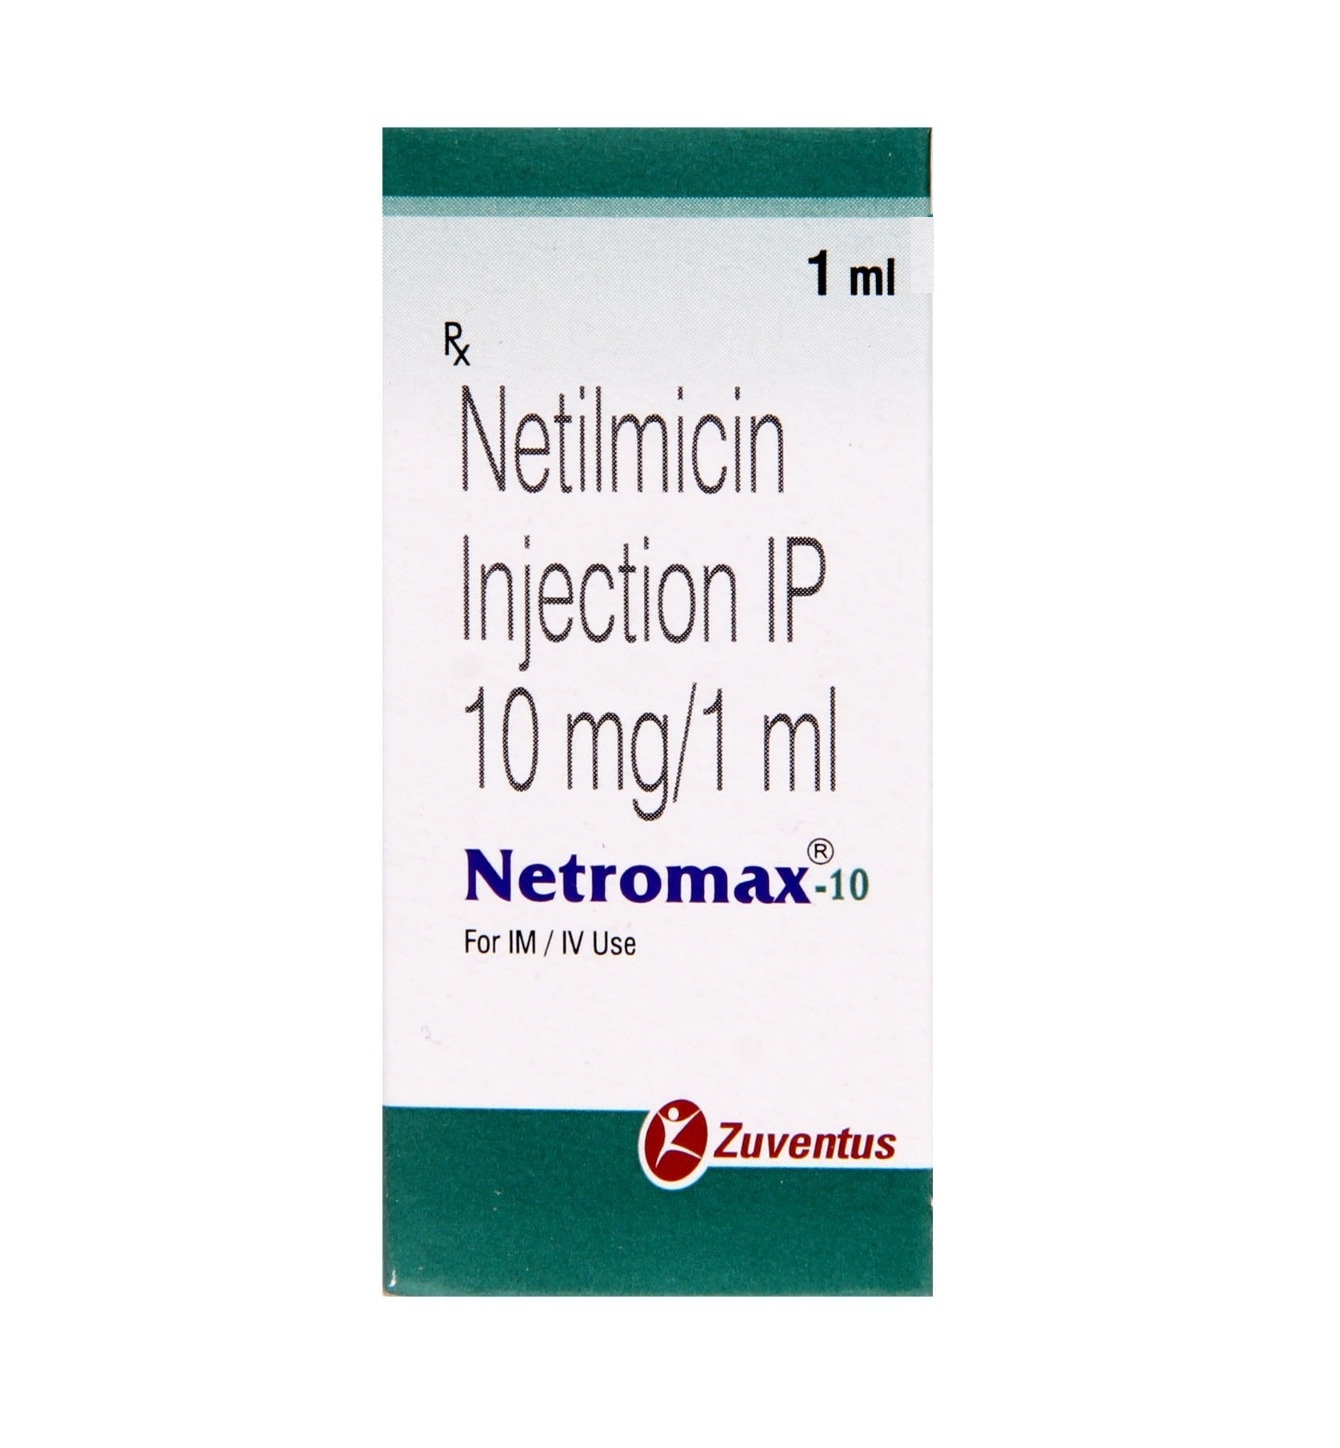 1 ml
Rx
Netilmicin
Injection IP
10 mg/1 ml
Netromax®-10
For IM / IV Use
Zuventus